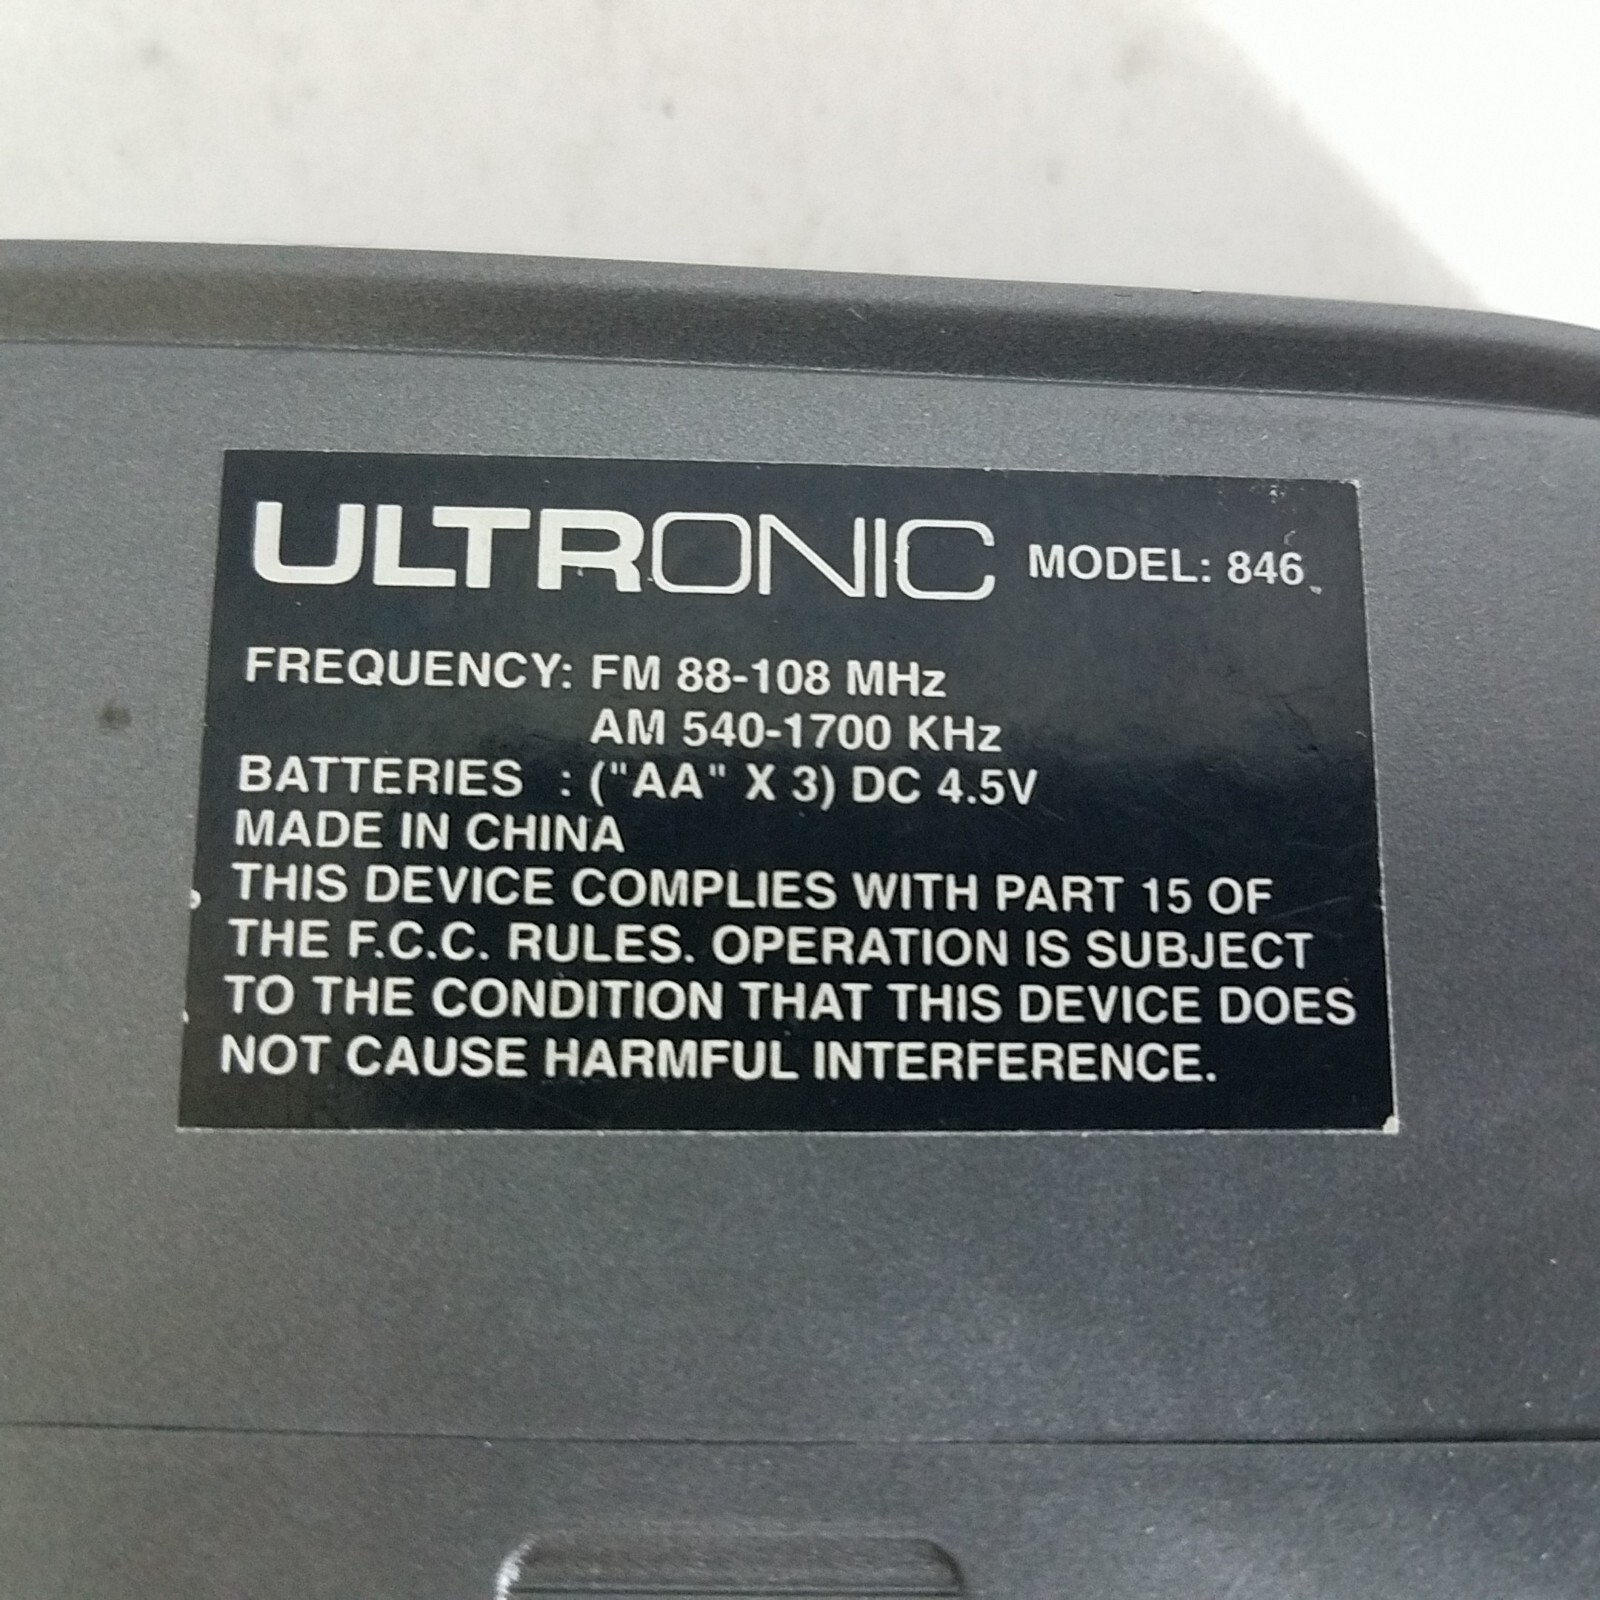 ULTRONIC MODEL: 846
FREQUENCY: FM 88-108 MHz
AM 540-1700 KHz
BATTERIES : ("AA" X 3) DC 4.5V
MADE IN CHINA
THIS DEVICE COMPLIES WITH PART 15 OF
THE F.C.C. RULES. OPERATION IS SUBJECT
TO THE CONDITION THAT THIS DEVICE DOES
NOT CAUSE HARMFUL INTERFERENCE.